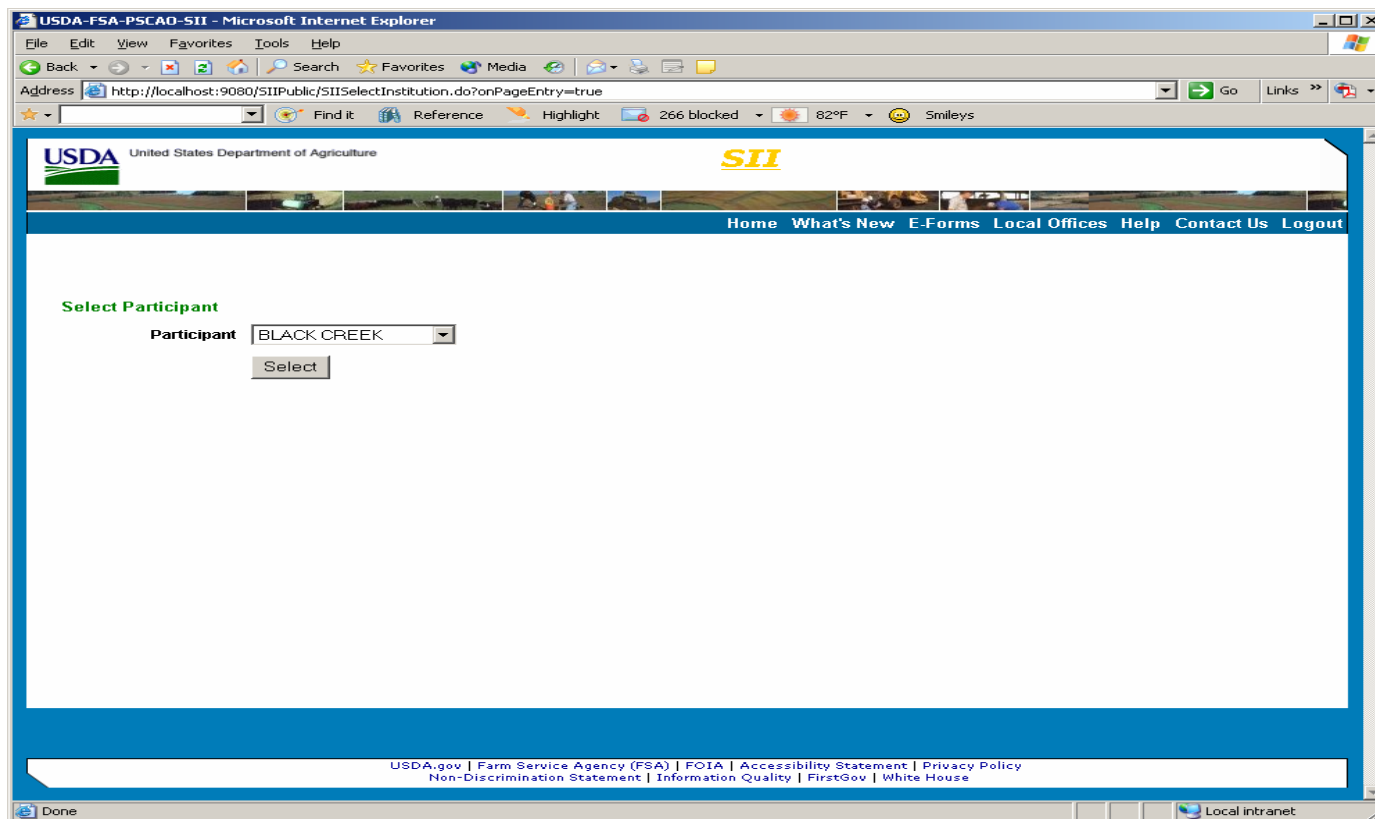 USDA-FSA-PSCAO-SII - Microsoft Internet Explorer
File Edit View Favorites Tools Help
Back Search Favorites Media
Address http://localhost:9080/SIIPublic/SIISelectInstitution.do?onPageEntry=true Go Links »
Find it Reference Highlight 266 blocked 82°F Smileys
USDA United States Department of Agriculture SII
Home What's New E-Forms Local Offices Help Contact Us Logout
Select Participant
Participant BLACK CREEK
Select
USDA.gov | Farm Service Agency (FSA) | FOIA | Accessibility Statement | Privacy Policy
Non-Discrimination Statement | Information Quality | FirstGov | White House
Done Local intranet